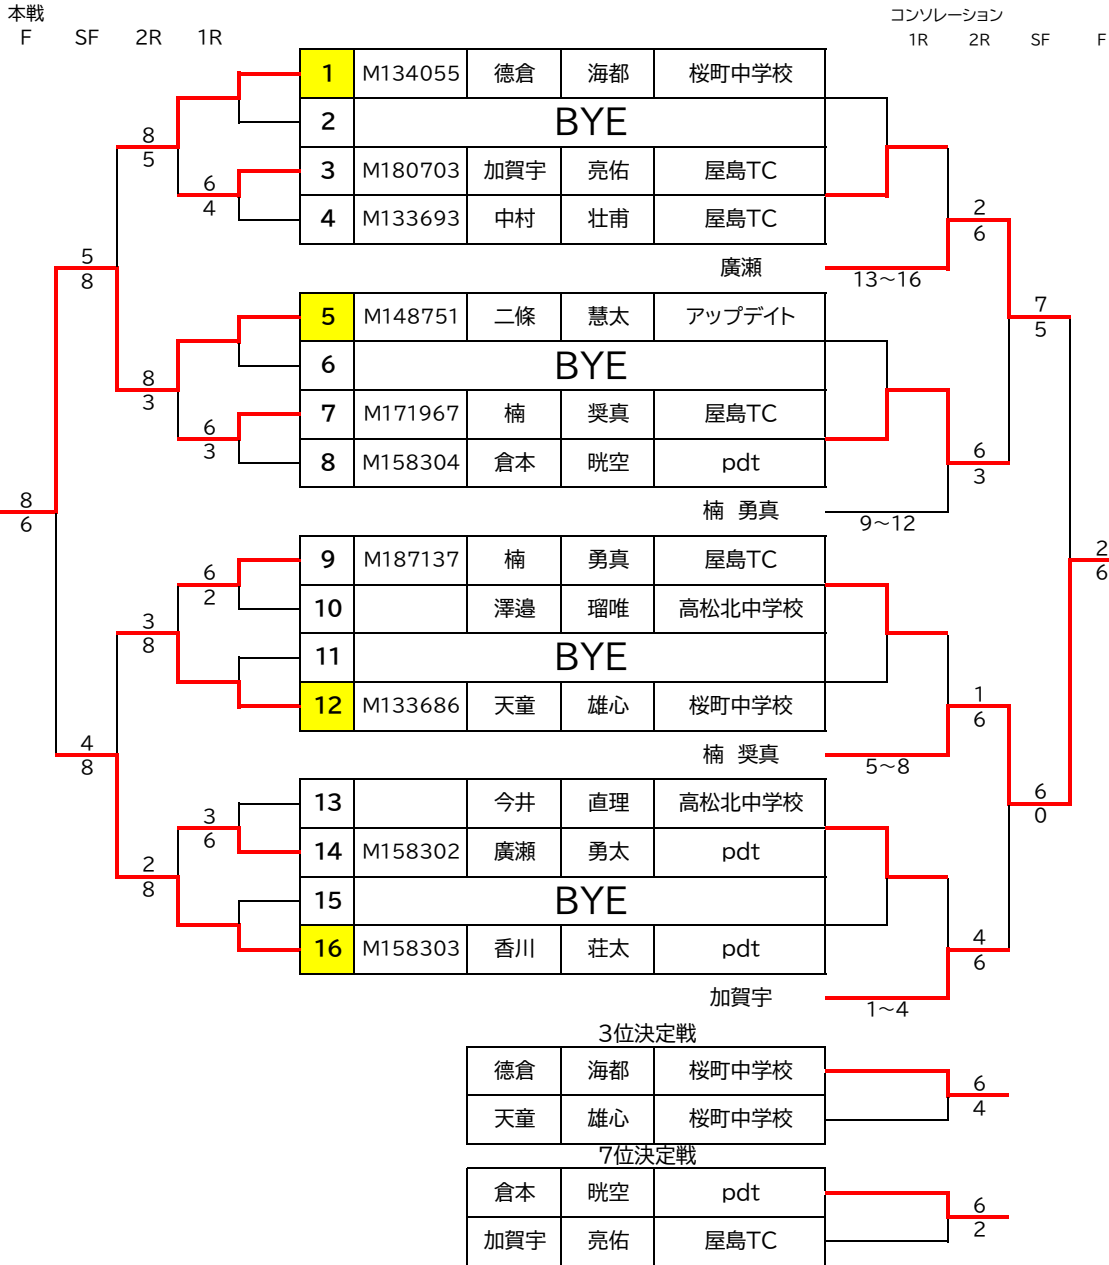 本戦
コンソレーション
F SF 2R 1R
1R 2R SF F
1 M134055 德倉 海都 桜町中学校
2 BYE
8
5
3 M180703 加賀宇 亮佑 屋島TC
6
4
4 M133693 中村 壮甫 屋島TC
2
6
5
8
廣瀬
13~16
7
5
5 M148751 二條 慧太 アップデイト
6 BYE
8
3
7 M171967 楠 奨真 屋島TC
6
3
8 M158304 倉本 晄空 pdt
6
3
8
6
楠 勇真
9~12
9 M187137 楠 勇真 屋島TC
2
6
6
2
10 澤邉 瑠唯 高松北中学校
3
8
11 BYE
12 M133686 天童 雄心 桜町中学校
1
6
4
8
楠 奨真
5~8
13 今井 直理 高松北中学校
6
0
3
6
14 M158302 廣瀬 勇太 pdt
2
8
15 BYE
16 M158303 香川 荘太 pdt
4
6
加賀宇
1~4
3位決定戦
德倉 海都 桜町中学校
6
4
天童 雄心 桜町中学校
7位決定戦
倉本 晄空 pdt
6
2
加賀宇 亮佑 屋島TC